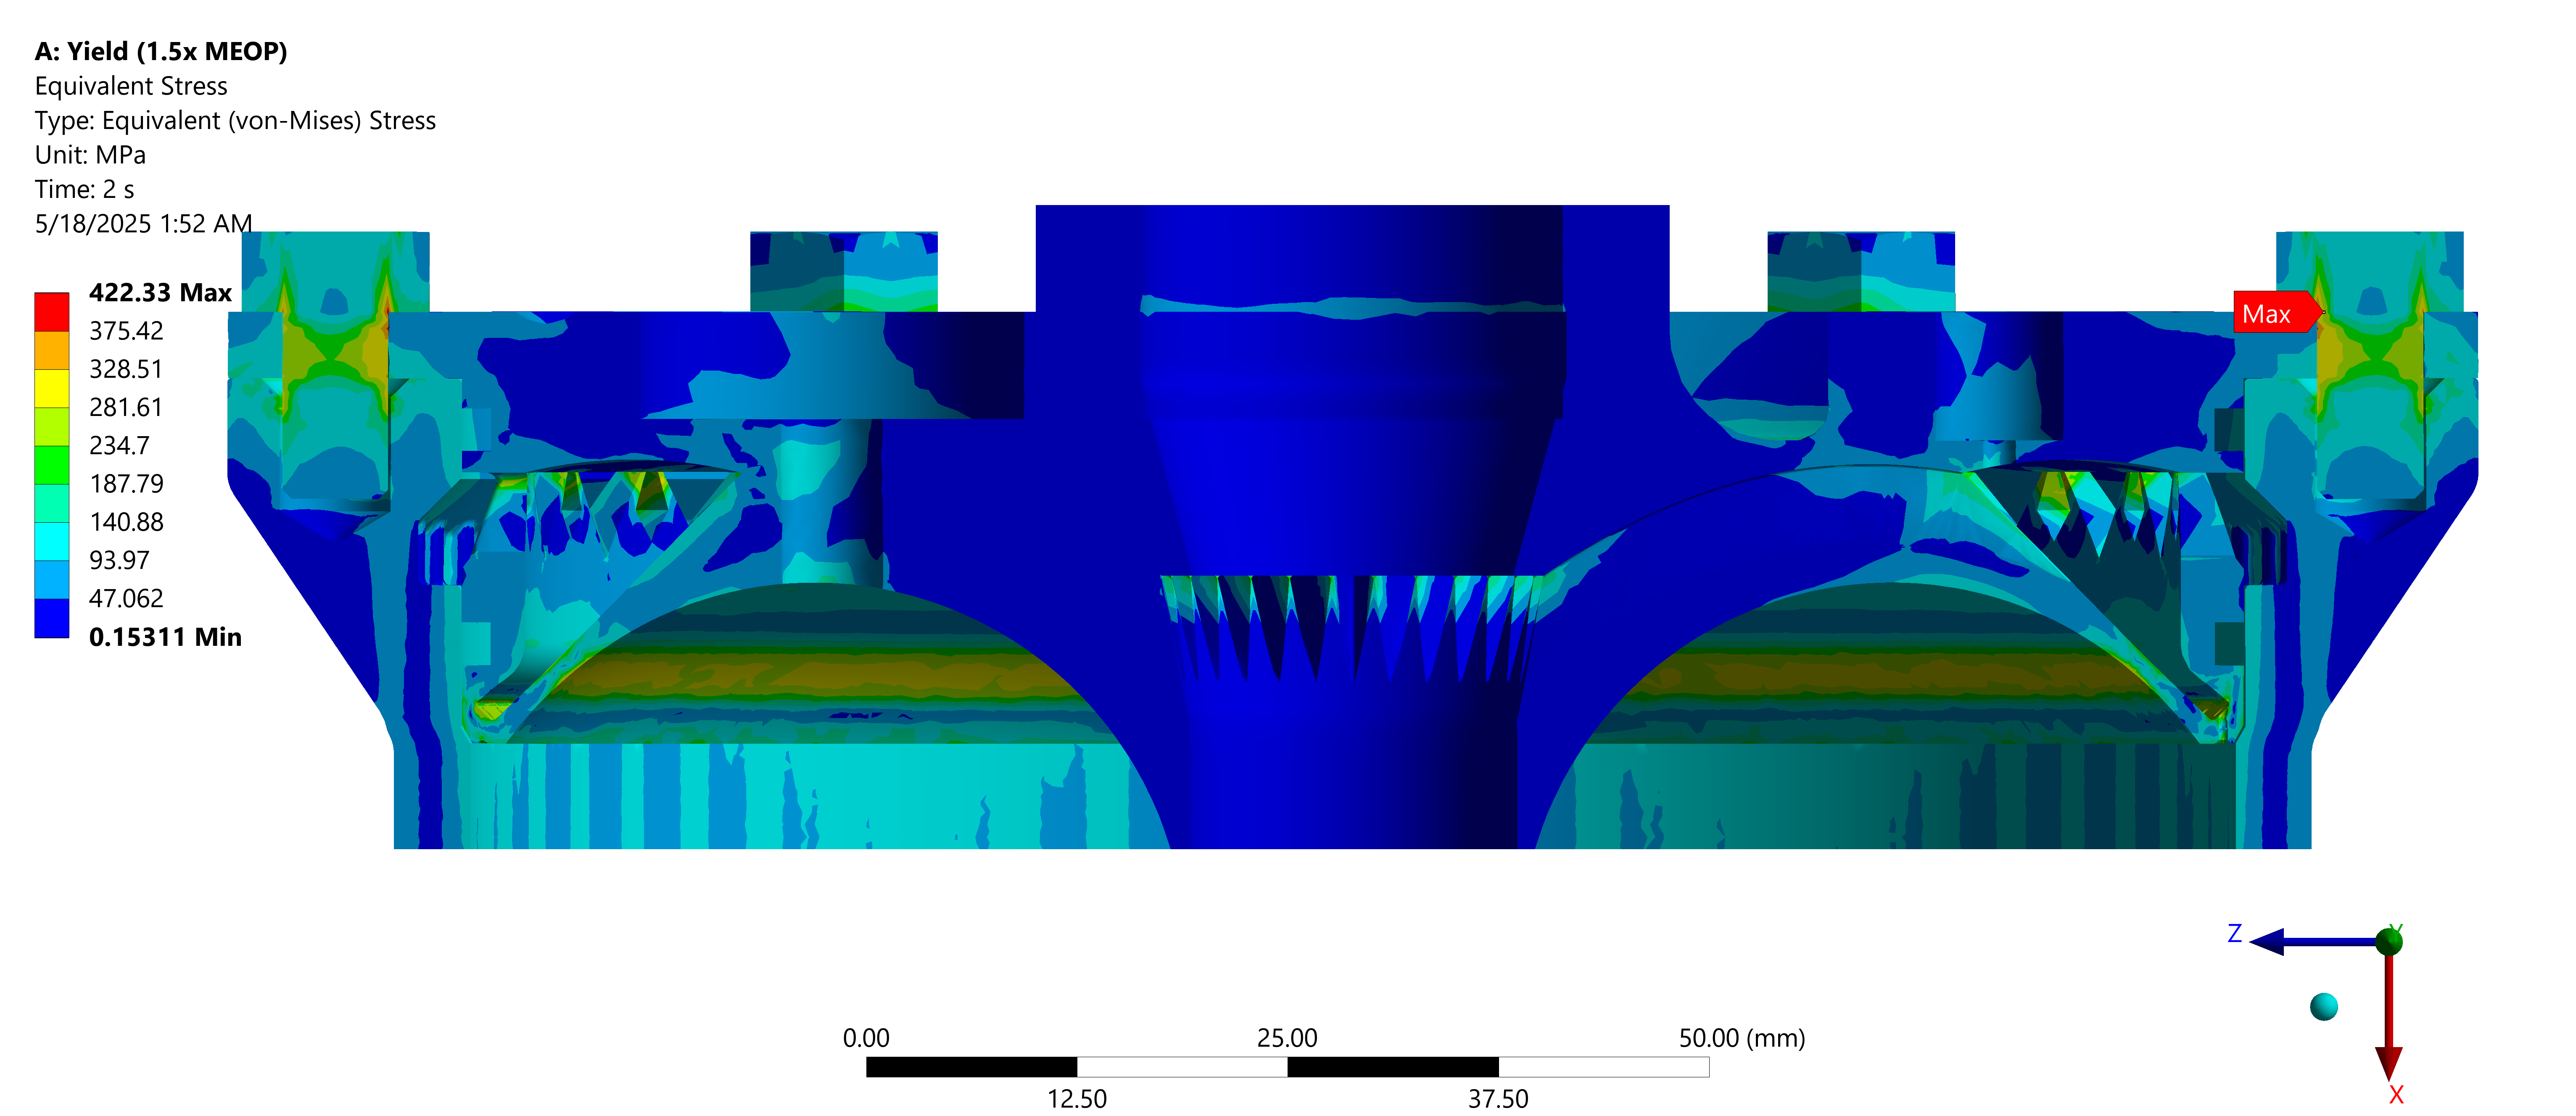 A: Yield (1.5x MEOP)
Equivalent Stress
Type: Equivalent (von-Mises) Stress
Unit: MPa
Time: 2 s
5/18/2025 1:52 AM
422.33 Max
375.42
328.51
281.61
234.7
187.79
140.88
93.97
47.062
0.15311 Min
Max
0.00
25.00
50.00 (mm)
12.50
37.50
Z
Y
X